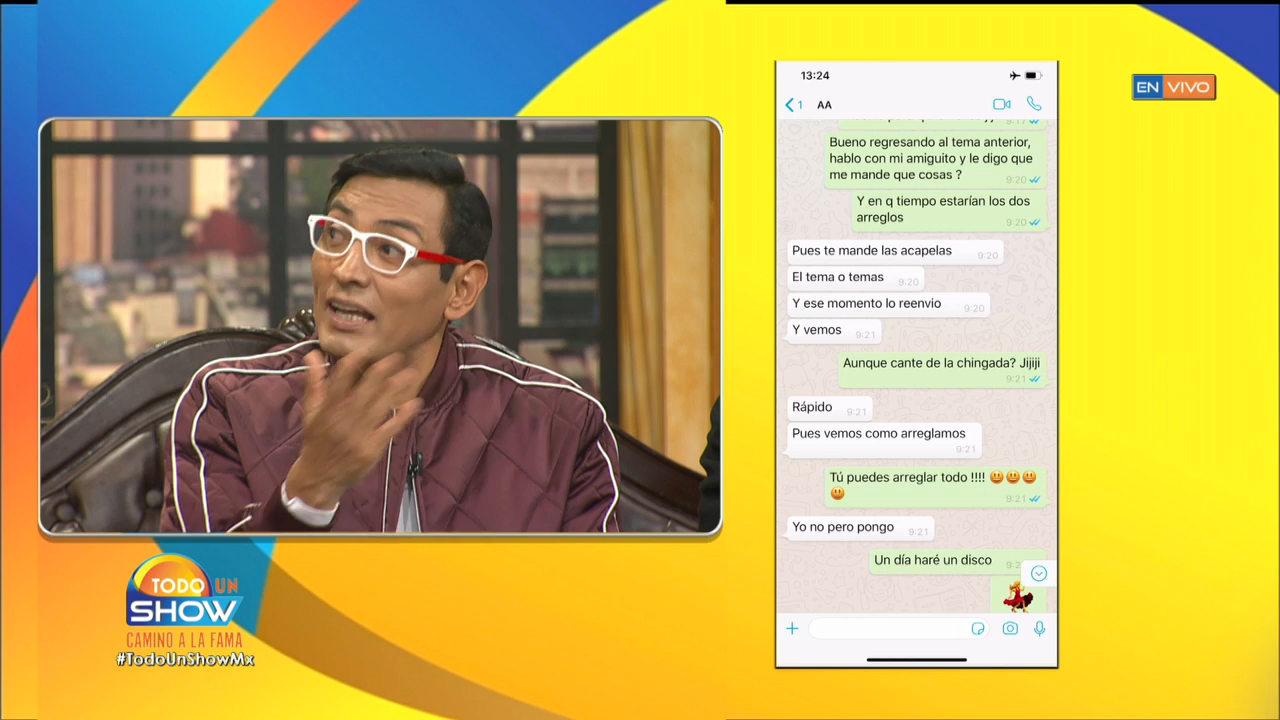 13:24
1 AA
9:17
Bueno regresando al tema anterior,
hablo con mi amiguito y le digo que
me mande que cosas ?
9:20
Y en q tiempo estarían los dos
arreglos
9:20
Pues te mande las acapelas
9:20
El tema o temas
9:20
Y ese momento lo reenvio
9:20
Y vemos
9:21
Aunque cante de la chingada? Jijiji
9:21
Rápido
9:21
Pues vemos como arreglamos
9:21
Tú puedes arreglar todo !!!! 😃😃😃
😃
9:21
Yo no pero pongo
9:21
Un día haré un disco
EN VIVO
TODO UN
SHOW
CAMINO A LA FAMA
#TodoUnShowMx